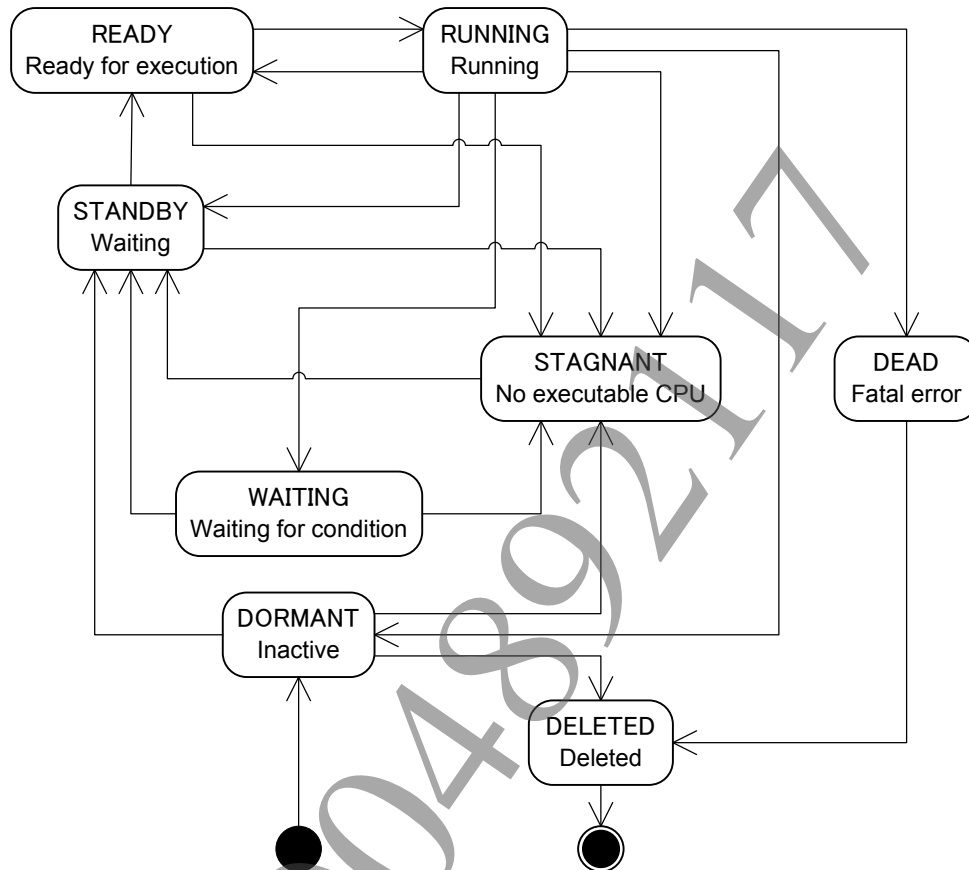 READY
Ready for execution
RUNNING
Running
STANDBY
Waiting
STAGNANT
No executable CPU
DEAD
Fatal error
WAITING
Waiting for condition
DORMANT
Inactive
DELETED
Deleted
00489217